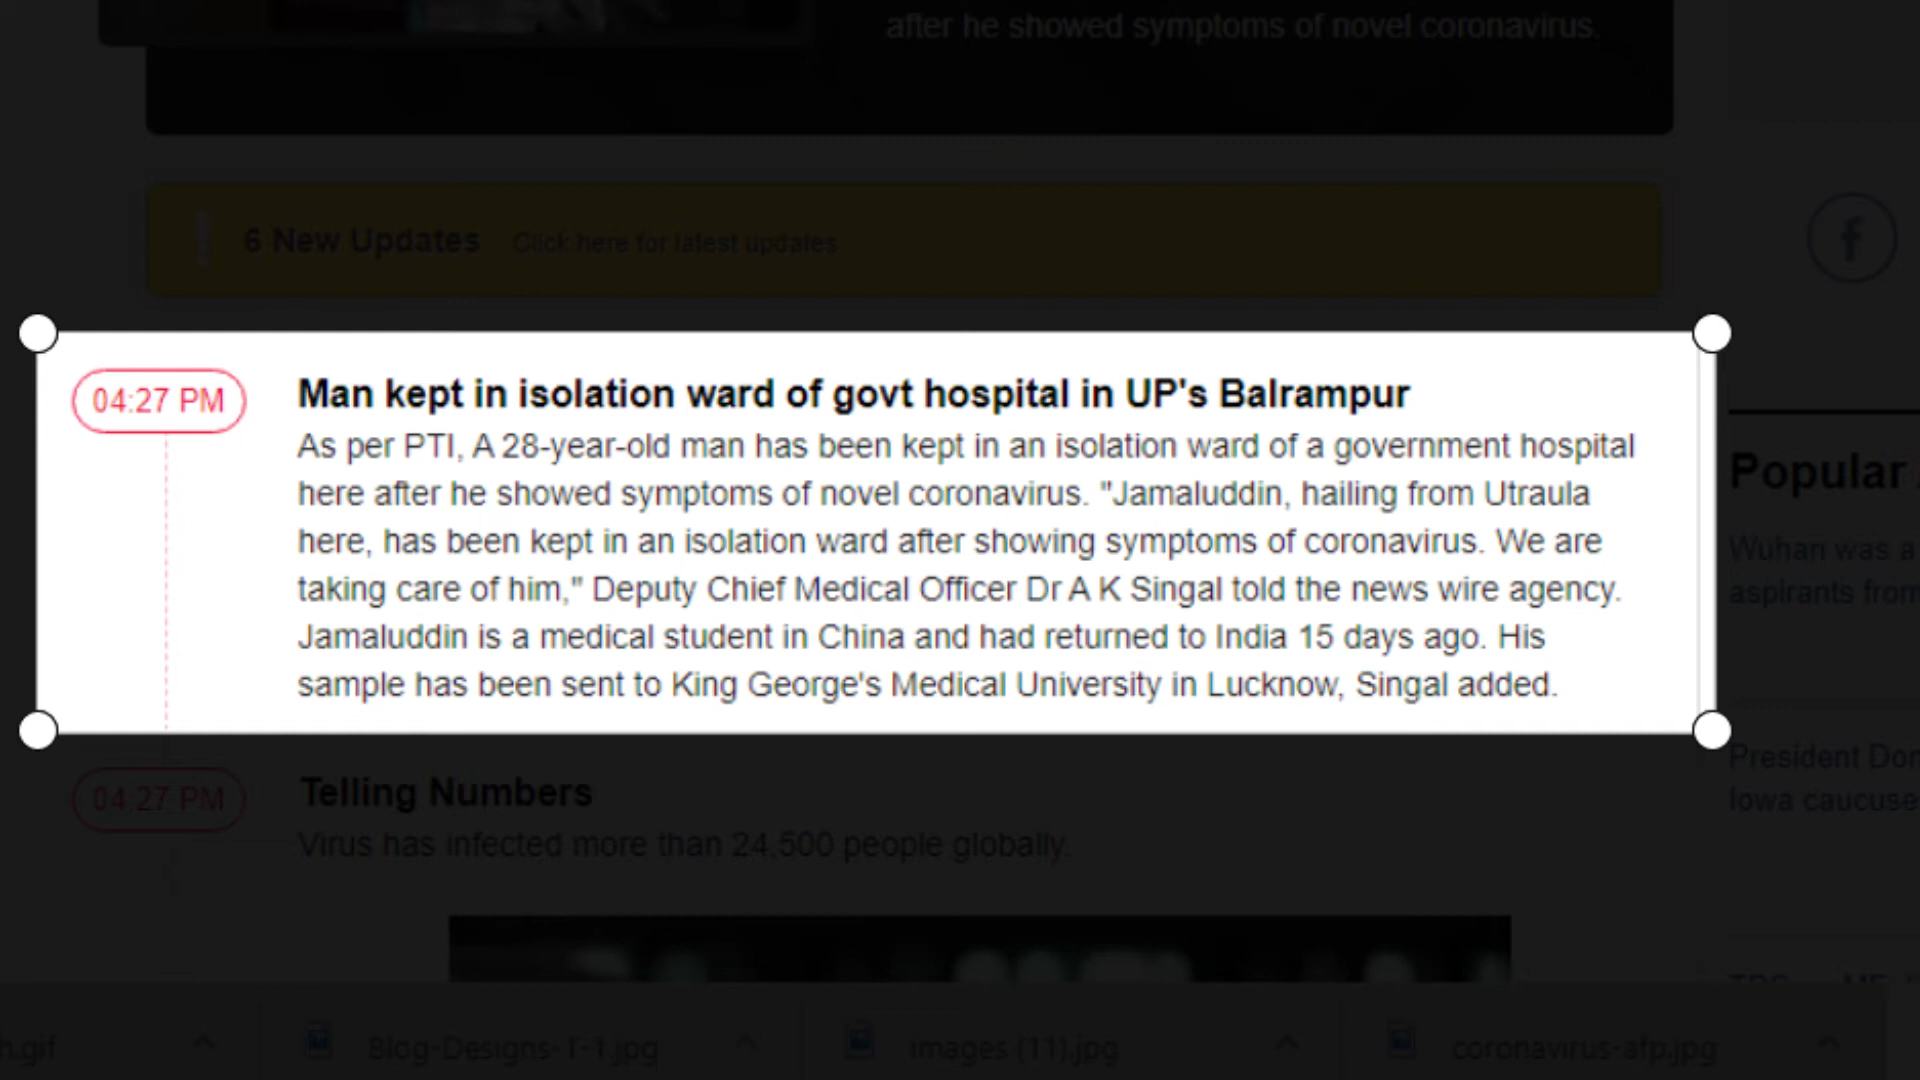 after he showed symptoms of novel coronavirus.
6 New Updates Click here for latest updates
04:27 PM
Man kept in isolation ward of govt hospital in UP's Balrampur
As per PTI, A 28-year-old man has been kept in an isolation ward of a government hospital
here after he showed symptoms of novel coronavirus. "Jamaluddin, hailing from Utraula
here, has been kept in an isolation ward after showing symptoms of coronavirus. We are
taking care of him," Deputy Chief Medical Officer Dr A K Singal told the news wire agency.
Jamaluddin is a medical student in China and had returned to India 15 days ago. His
sample has been sent to King George's Medical University in Lucknow, Singal added.
04:27 PM
Telling Numbers
Virus has infected more than 24,500 people globally.
Popular
Wuhan was a
aspirants from
President Don
Iowa caucuse
h.gif
Blog-Designs-1-1.jpg
images (11).jpg
coronavirus-afp.jpg